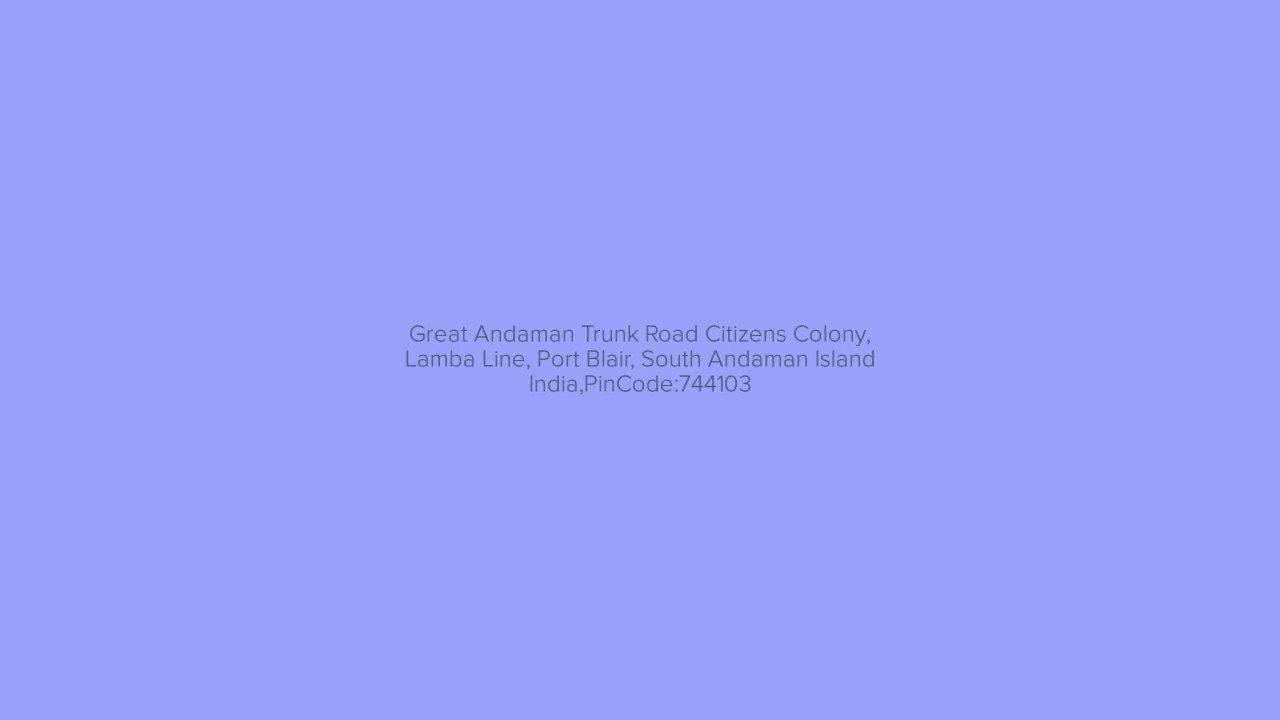 Great Andaman Trunk Road Citizens Colony,
Lamba Line, Port Blair, South Andaman Island
India,PinCode:744103